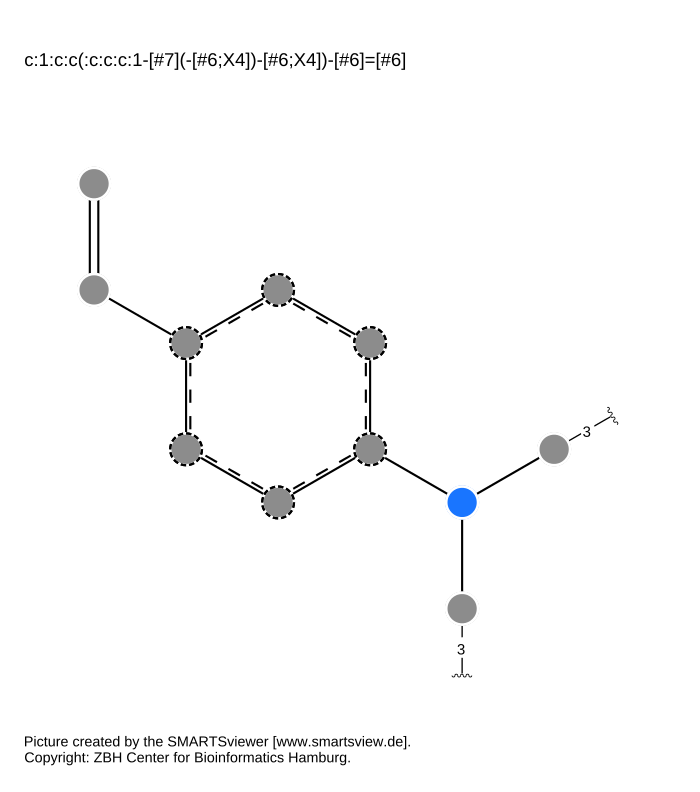 c:1:c:c(:c:c:c:1-[#7](-[#6;X4])-[#6;X4])-[#6]=[#6]
3
3
Picture created by the SMARTSviewer [www.smartsview.de].
Copyright: ZBH Center for Bioinformatics Hamburg.